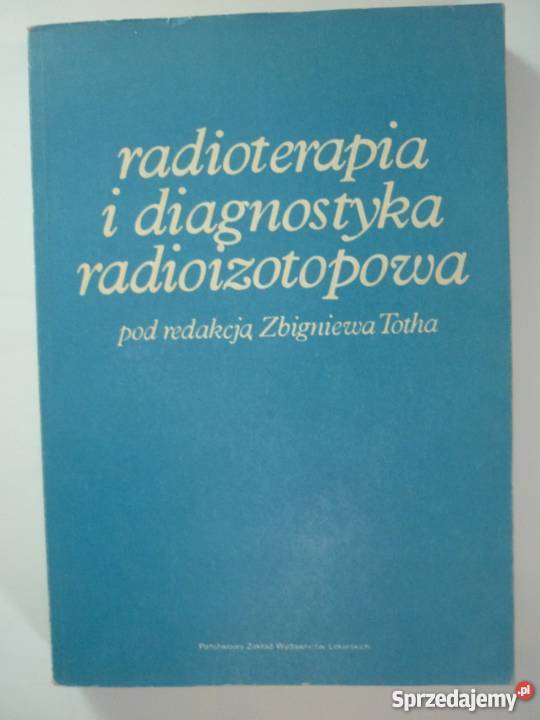 radioterapia
i diagnostyka
radioizotopowa
pod redakcją Zbigniewa Totha
Państwowy Zakład Wydawnictw Lekarskich
Sprzedajemy.pl